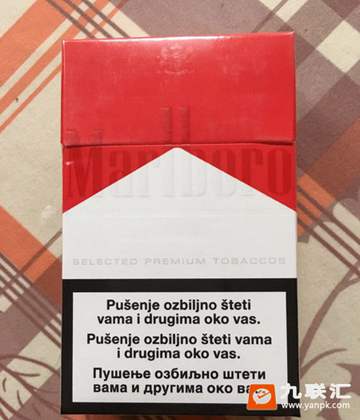 Marlboro
SELECTED PREMIUM TOBACCOS
Pušenje ozbiljno šteti
vama i drugima oko vas.
Pušenje ozbiljno šteti vama
i drugima oko vas.
Пушење озбиљно штети
вама и другима око
九联汇
www.yanpk.com